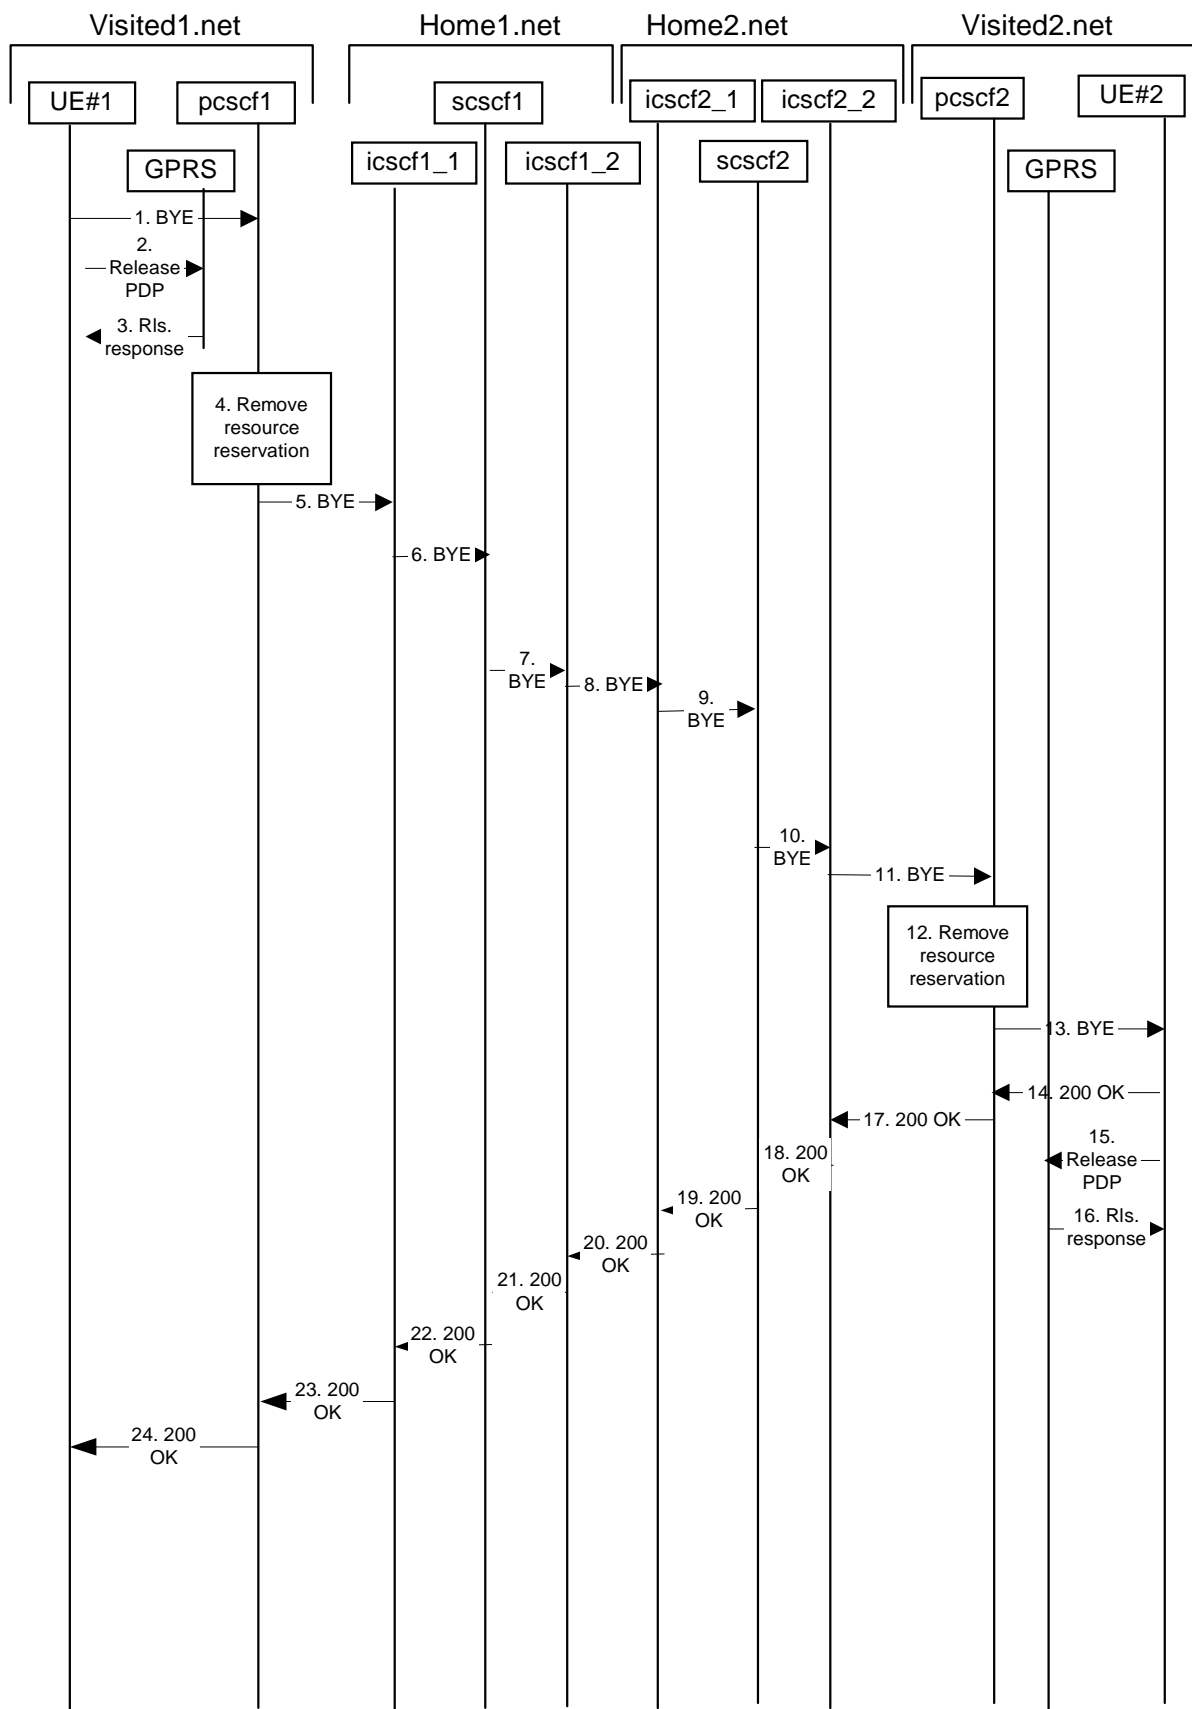 Visited1.net
Home1.net
Home2.net
Visited2.net
UE#1
pcscf1
scscf1
icscf2_1
icscf2_2
pcscf2
UE#2
GPRS
icscf1_1
icscf1_2
scscf2
GPRS
1. BYE
2.
Release
PDP
3. Rls.
response
4. Remove
resource
reservation
5. BYE
6. BYE
7.
BYE
8. BYE
9.
BYE
10.
BYE
11. BYE
12. Remove
resource
reservation
13. BYE
14. 200 OK
17. 200 OK
15.
Release
PDP
18. 200
OK
19. 200
OK
16. Rls.
response
20. 200
OK
21. 200
OK
22. 200
OK
23. 200
OK
24. 200
OK